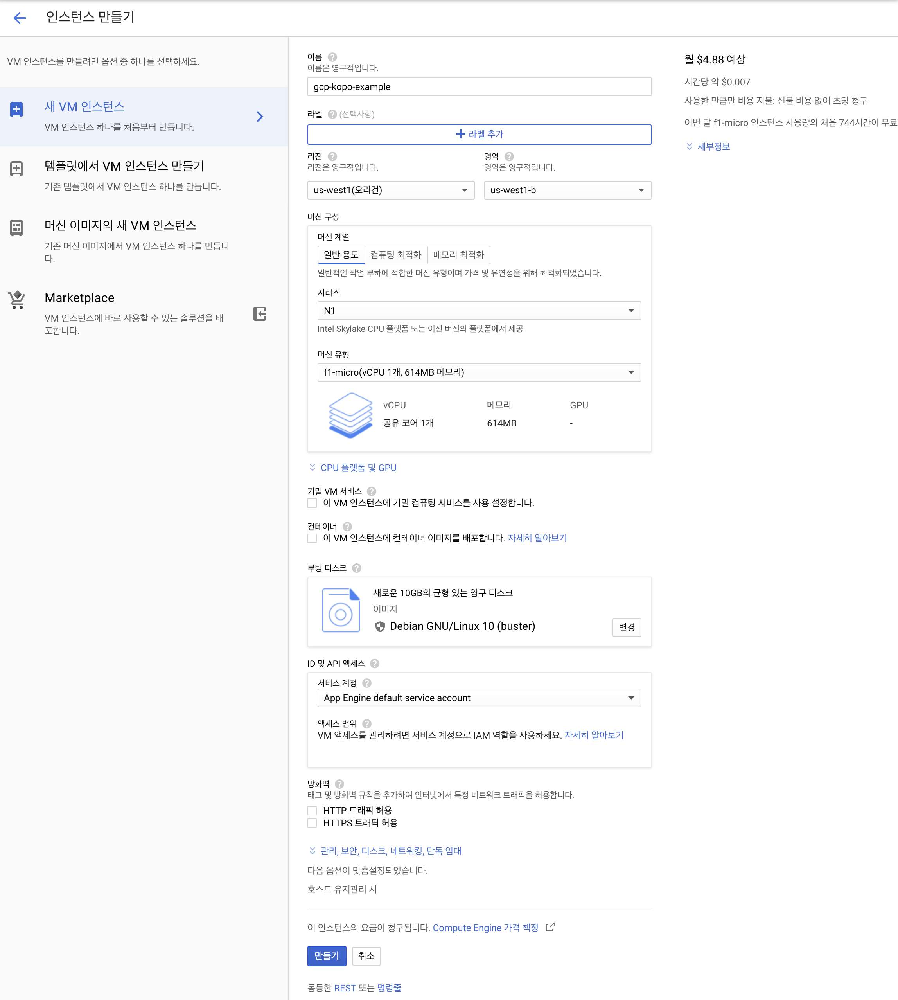 인스턴스 만들기
VM 인스턴스를 만들려면 옵션 중 하나를 선택하세요.
새 VM 인스턴스
VM 인스턴스 하나를 처음부터 만듭니다.
템플릿에서 VM 인스턴스 만들기
기존 템플릿에서 VM 인스턴스 하나를 만듭니다.
머신 이미지의 새 VM 인스턴스
기존 머신 이미지에서 VM 인스턴스 하나를 만듭니
다.
Marketplace
VM 인스턴스에 바로 사용할 수 있는 솔루션을 배
포합니다.
이름
이름은 영구적입니다.
gcp-kopo-example
라벨 (선택사항)
라벨 추가
리전
리전은 영구적입니다.
us-west1(오리건)
영역
영역은 영구적입니다.
us-west1-b
머신 구성
머신 계열
일반 용도 컴퓨팅 최적화 메모리 최적화
일반적인 작업 부하에 적합한 머신 유형이며 가격 및 유연성을 위해 최적화되었습니다.
시리즈
N1
Intel Skylake CPU 플랫폼 또는 이전 버전의 플랫폼에서 제공
머신 유형
f1-micro(vCPU 1개, 614MB 메모리)
vCPU 메모리 GPU
공유 코어 1개 614MB -
CPU 플랫폼 및 GPU
기밀 VM 서비스
이 VM 인스턴스에 기밀 컴퓨팅 서비스를 사용 설정합니다.
컨테이너
이 VM 인스턴스에 컨테이너 이미지를 배포합니다. 자세히 알아보기
부팅 디스크
새로운 10GB의 균형 있는 영구 디스크
이미지
Debian GNU/Linux 10 (buster)
변경
ID 및 API 액세스
서비스 계정
App Engine default service account
액세스 범위
VM 액세스를 관리하려면 서비스 계정으로 IAM 역할을 사용하세요. 자세히 알아보기
방화벽
태그 및 방화벽 규칙을 추가하여 인터넷에서 특정 네트워크 트래픽을 허용합니다.
HTTP 트래픽 허용
HTTPS 트래픽 허용
관리, 보안, 디스크, 네트워킹, 단독 임대
다음 옵션이 맞춤설정되었습니다.
호스트 유지관리 시
이 인스턴스의 요금이 청구됩니다. Compute Engine 가격 책정
만들기 취소
동등한 REST 또는 명령줄
월 $4.88 예상
시간당 약 $0.007
사용한 만큼만 비용 지불: 선불 비용 없이 초당 청구
이번 달 f1-micro 인스턴스 사용량의 처음 744시간이 무료
세부정보